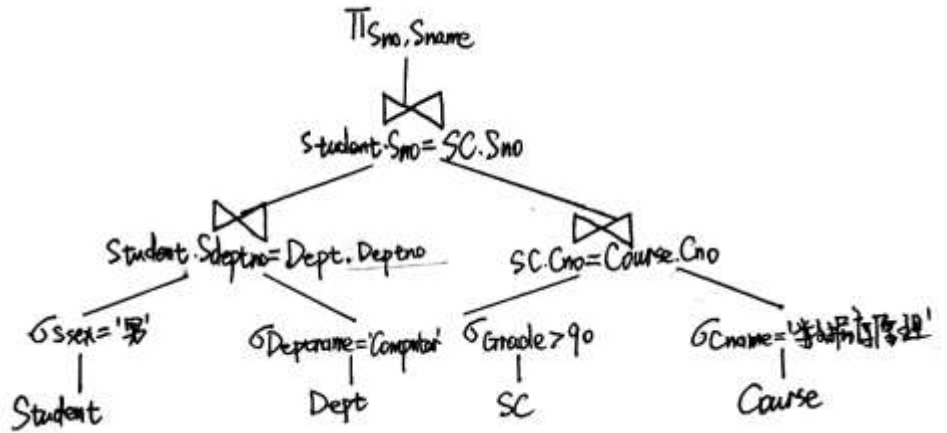 ΠSno,Sname
Student.Sno=SC.Sno
Student.Sdeptno=Dept.Deptno
SC.Cno=Course.Cno
σSsex='男'
σDeptname='Computer'
σGrade>90
σCname='
Student
Dept
SC
Course